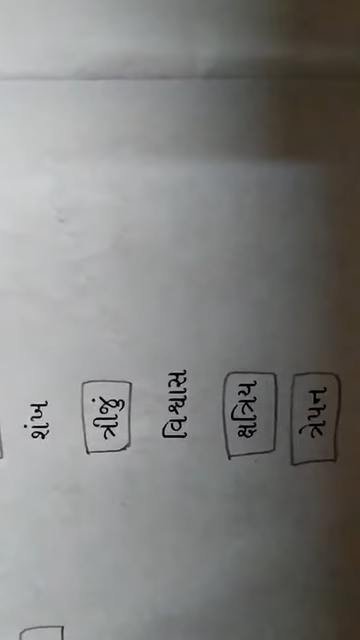 શંખ
ત્રીજું
વિશ્વાસ
ક્ષત્રિય
ત્રેપન